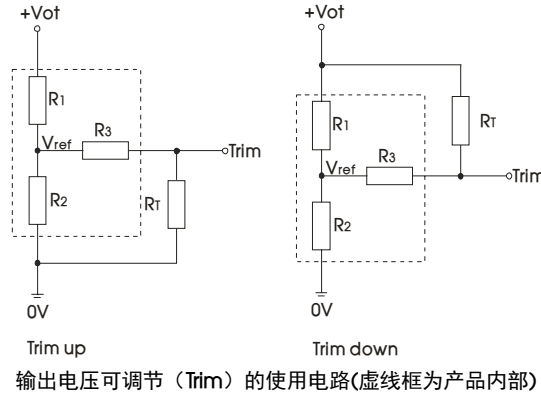 +Vot
R1
R3
Vref
Trim
R2
RT
0V
Trim up
+Vot
R1
RT
Vref
R3
Trim
R2
0V
Trim down
输出电压可调节(Trim)的使用电路(虚线框为产品内部)